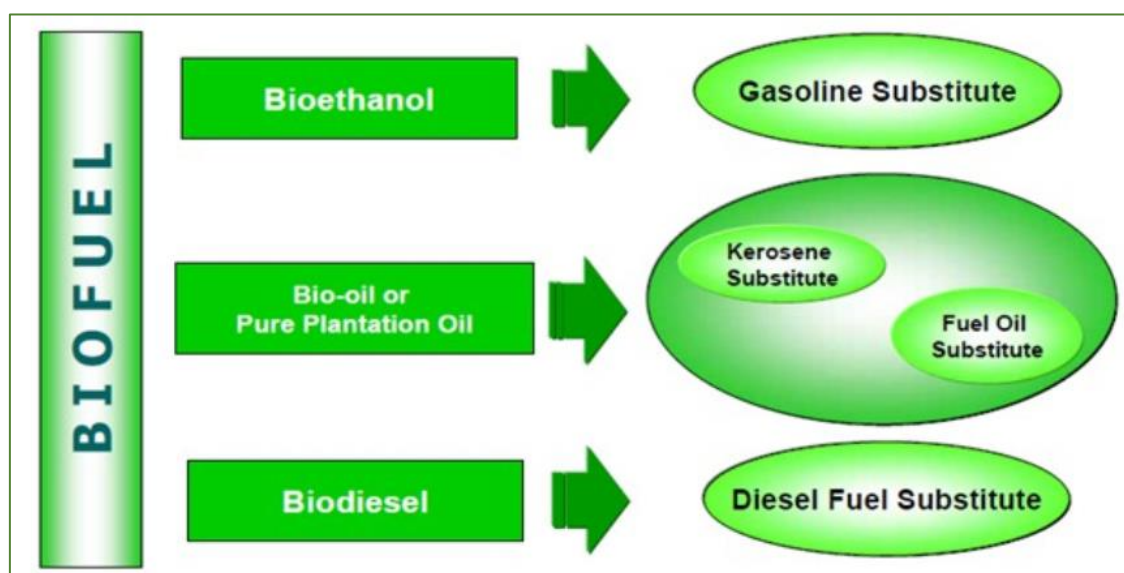 BIOFUEL
Bioethanol
Gasoline Substitute
Bio-oil or
Pure Plantation Oil
Kerosene
Substitute
Fuel Oil
Substitute
Biodiesel
Diesel Fuel Substitute